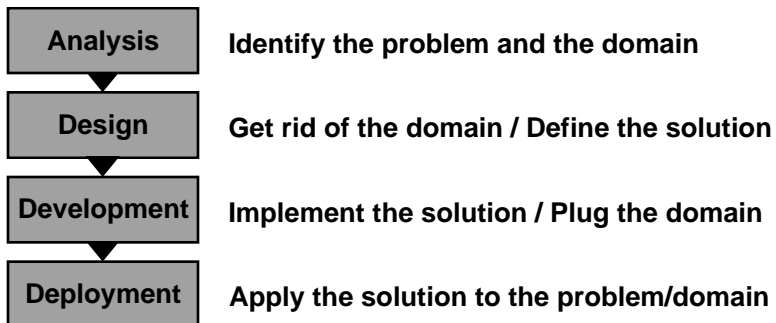 Analysis
Identify the problem and the domain
Design
Get rid of the domain / Define the solution
Development
Implement the solution / Plug the domain
Deployment
Apply the solution to the problem/domain